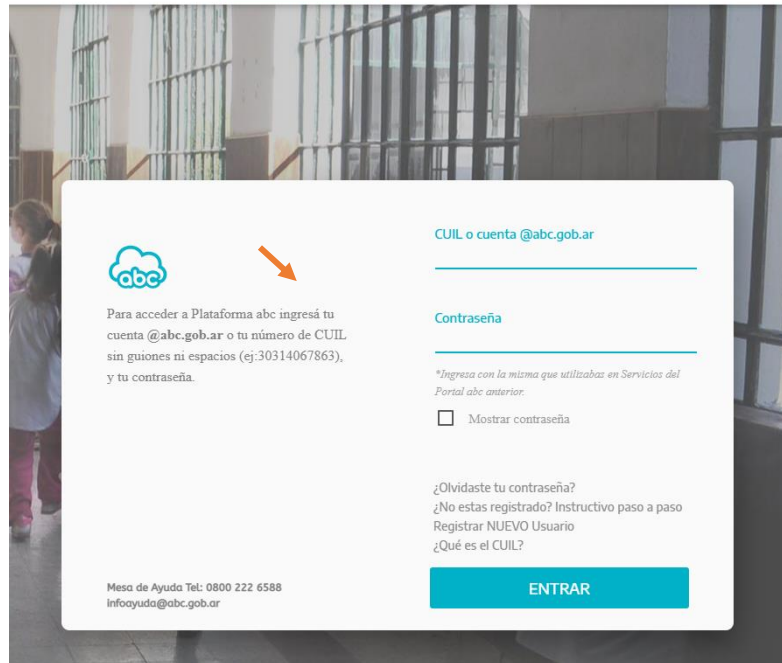 abc
Para acceder a Plataforma abc ingresá tu
cuenta @abc.gob.ar o tu número de CUIL
sin guiones ni espacios (ej:30314067863),
y tu contraseña.
Mesa de Ayuda Tel: 0800 222 6588
infoayuda@abc.gob.ar
CUIL o cuenta @abc.gob.ar
Contraseña
*Ingresa con la misma que utilizabas en Servicios del
Portal abc anterior.
Mostrar contraseña
¿Olvidaste tu contraseña?
¿No estas registrado? Instructivo paso a paso
Registrar NUEVO Usuario
¿Qué es el CUIL?
ENTRAR